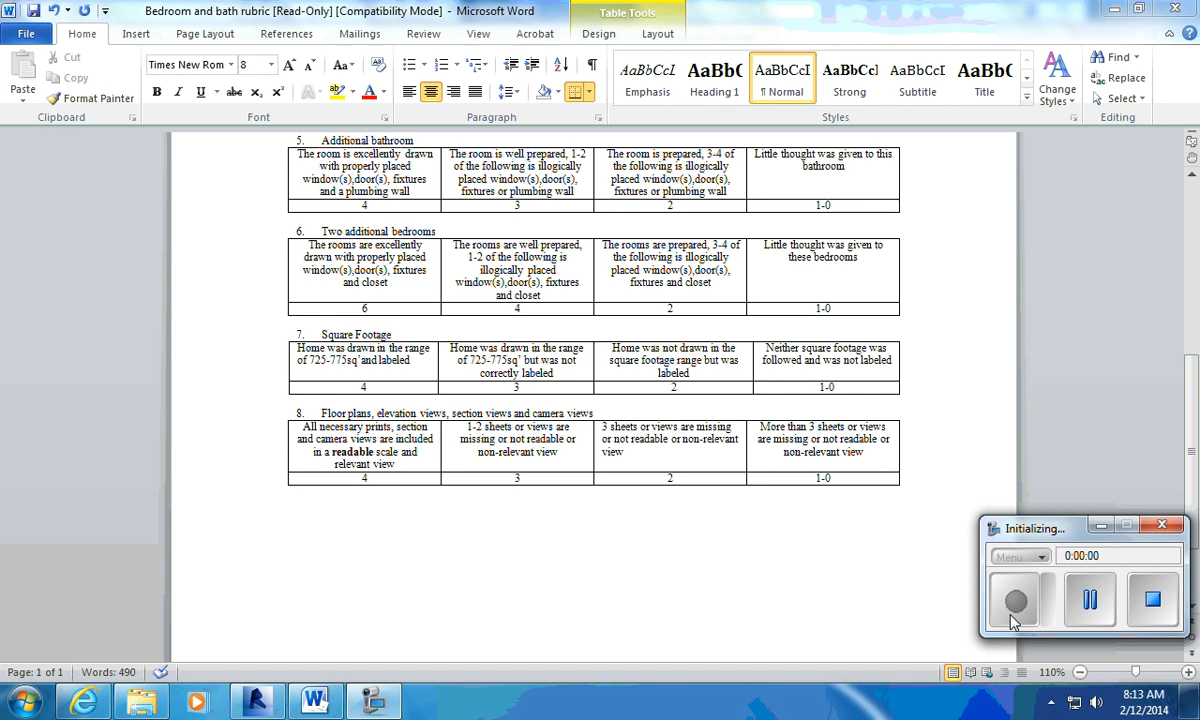 Bedroom and bath rubric [Read-Only] [Compatibility Mode] - Microsoft Word
Table Tools
File Home Insert Page Layout References Mailings Review View Acrobat Design Layout
Paste
Cut
Copy
Format Painter
Clipboard
Times New Rom 8
Font
Paragraph
AaBbCcI AaBb( AaBbCcI AaBbCc] AaBbCcI AaBb(
Emphasis Heading 1 ¶ Normal Strong Subtitle Title
Change
Styles
Styles
Find
Replace
Select
Editing
5. Additional bathroom
The room is excellently drawn
with properly placed
window(s),door(s), fixtures
and a plumbing wall
The room is well prepared, 1-2
of the following is illogically
placed window(s),door(s),
fixtures or plumbing wall
The room is prepared, 3-4 of
the following is illogically
placed window(s),door(s),
fixtures or plumbing wall
Little thought was given to this
bathroom
4 3 2 1-0
6. Two additional bedrooms
The rooms are excellently
drawn with properly placed
window(s),door(s), fixtures
and closet
The rooms are well prepared,
1-2 of the following is
illogically placed
window(s),door(s), fixtures
and closet
The rooms are prepared, 3-4 of
the following is illogically
placed window(s),door(s),
fixtures and closet
Little thought was given to
these bedrooms
6 4 2 1-0
7. Square Footage
Home was drawn in the range
of 725-775sq'and labeled
Home was drawn in the range
of 725-775sq' but was not
correctly labeled
Home was not drawn in the
square footage range but was
labeled
Neither square footage was
followed and was not labeled
4 3 2 1-0
8. Floor plans, elevation views, section views and camera views
All necessary prints, section
and camera views are included
in a readable scale and
relevant view
1-2 sheets or views are
missing or not readable or
non-relevant view
3 sheets or views are missing
or not readable or non-relevant
view
More than 3 sheets or views
are missing or not readable or
non-relevant view
4 3 2 1-0
Initializing...
Menu 0:00:00
Page: 1 of 1 Words: 490 110%
8:13 AM
2/12/2014